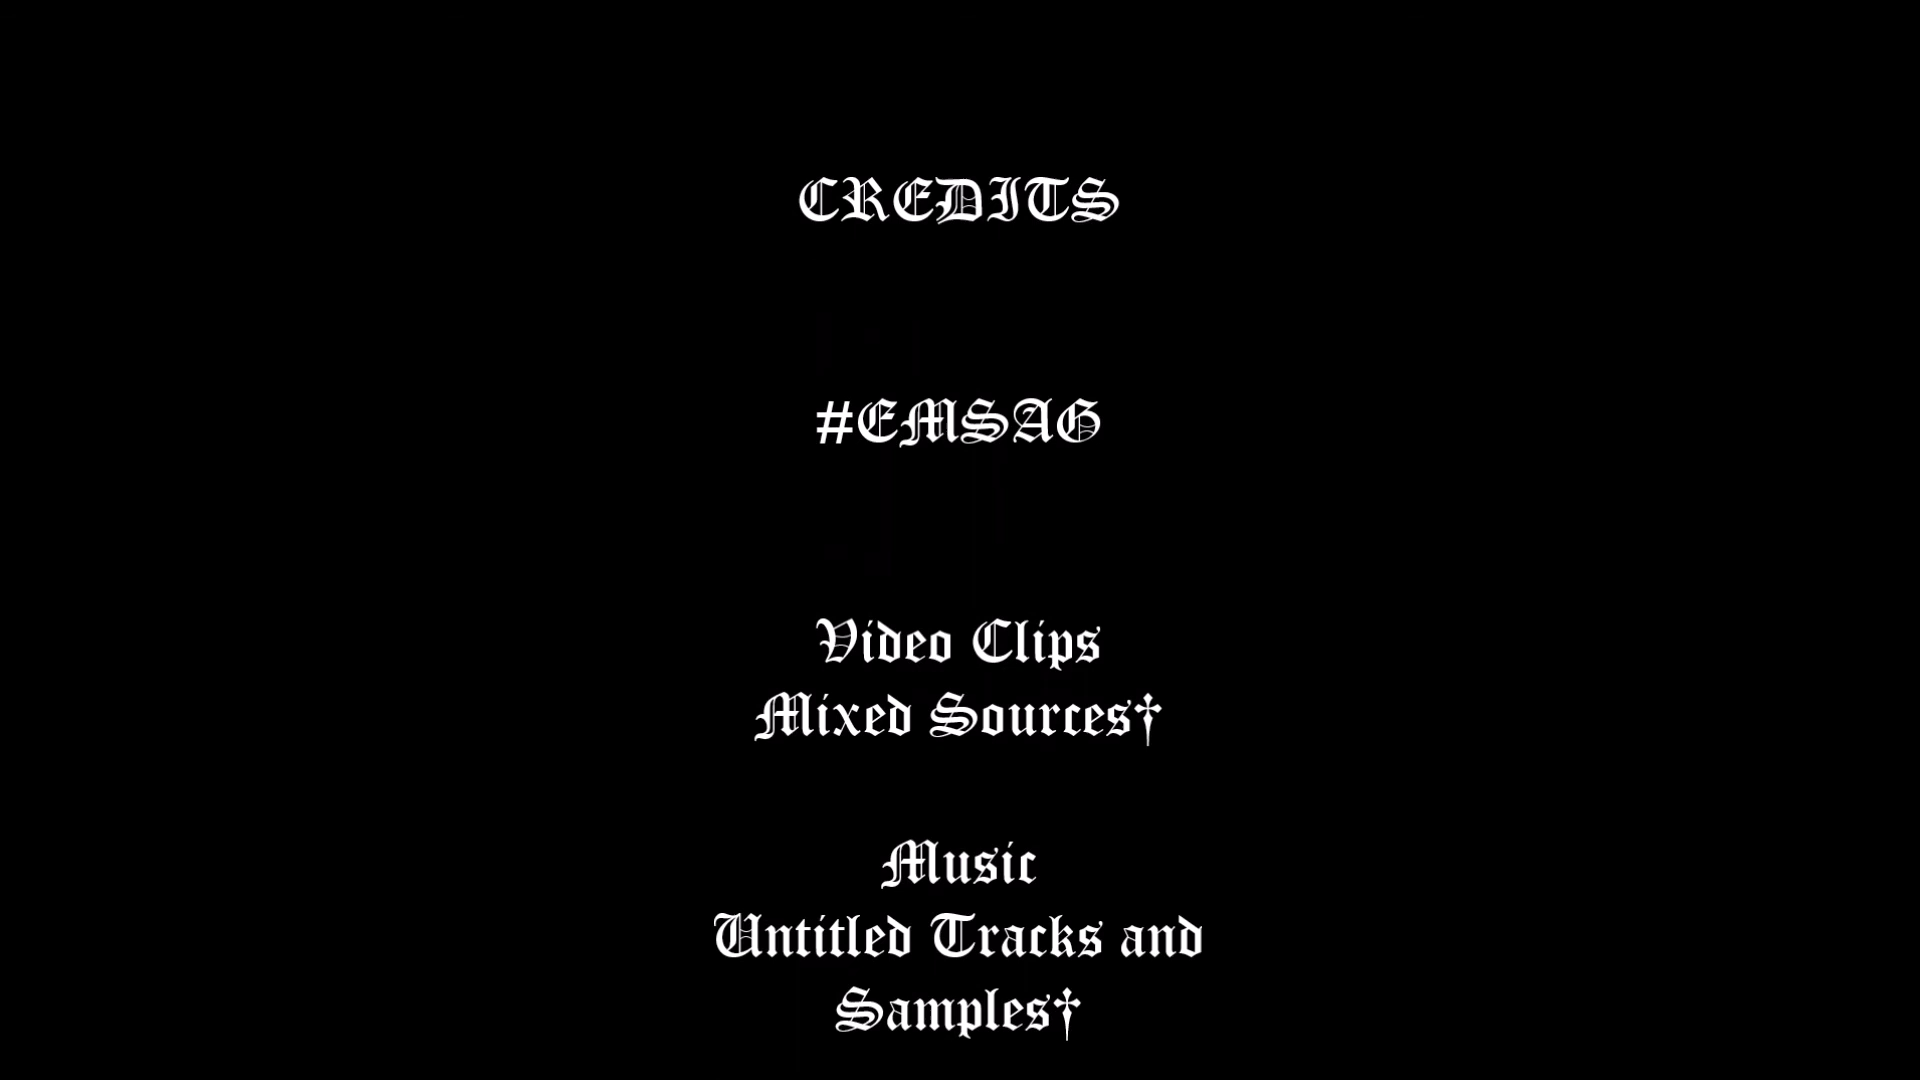 CREDITS
#EMSAG
Video Clips
Mixed Sources†
Music
Untitled Tracks and
Samples†